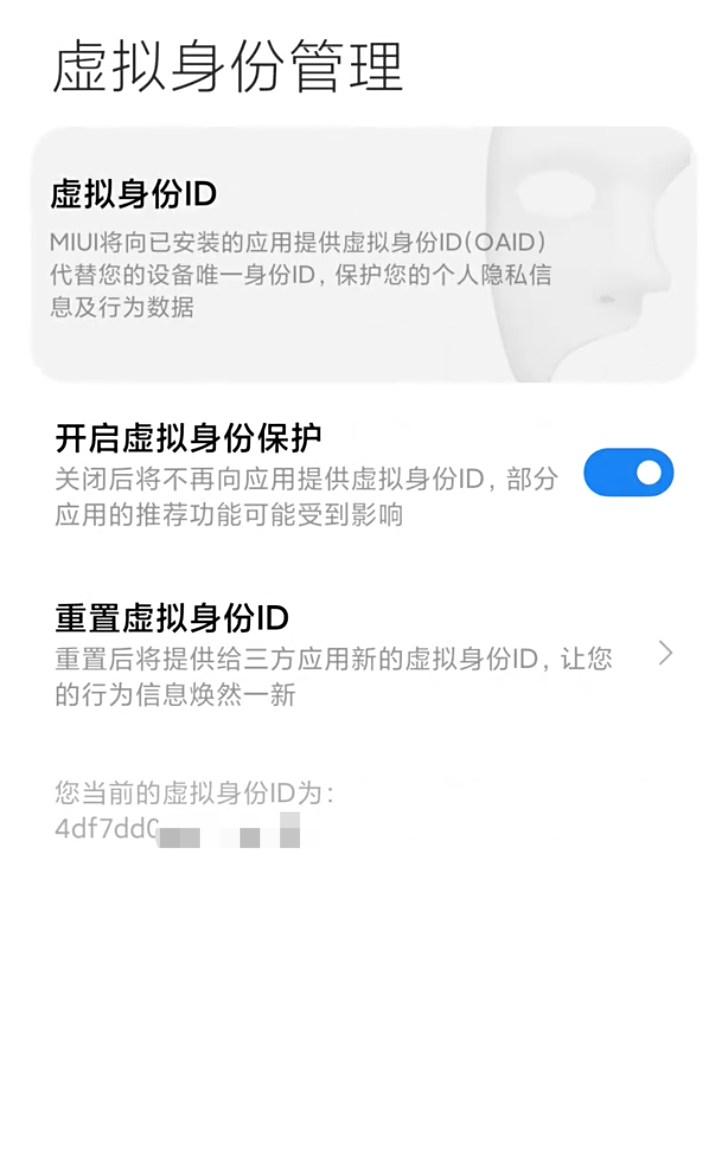 虚拟身份管理
虚拟身份ID
MIUI将向已安装的应用提供虚拟身份ID(OAID)
代替您的设备唯一身份ID, 保护您的个人隐私信
息及行为数据
开启虚拟身份保护
关闭后将不再向应用提供虚拟身份ID, 部分
应用的推荐功能可能受到影响
重置虚拟身份ID
重置后将提供给三方应用新的虚拟身份ID, 让您
的行为信息焕然一新
您当前的虚拟身份ID为:
4df7dd0